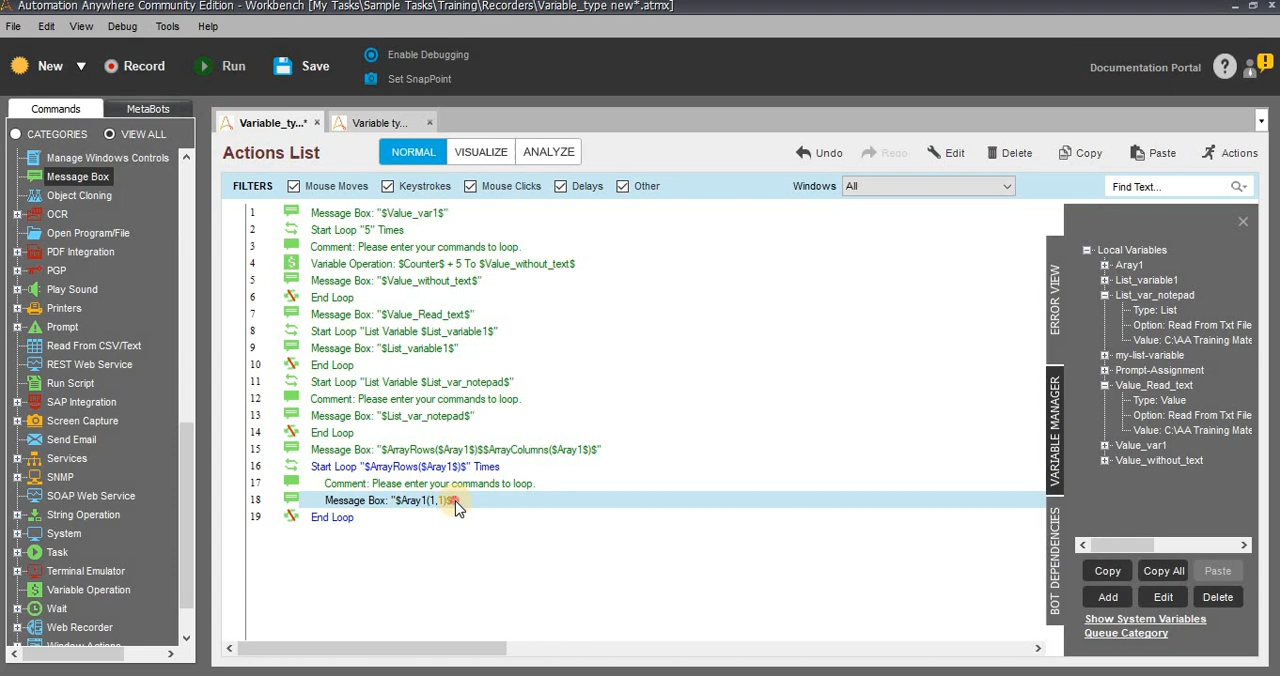 Automation Anywhere Community Edition - Workbench [My Tasks\Sample Tasks\Training\Recorders\Variable_type new*.atmx]
File Edit View Debug Tools Help
New Record Run Save
Enable Debugging
Set SnapPoint
Documentation Portal
Commands MetaBots
CATEGORIES VIEW ALL
Manage Windows Controls
Message Box
Object Cloning
OCR
Open Program/File
PDF Integration
PGP
Play Sound
Printers
Prompt
Read From CSV/Text
REST Web Service
Run Script
SAP Integration
Screen Capture
Send Email
Services
SNMP
SOAP Web Service
String Operation
System
Task
Terminal Emulator
Variable Operation
Wait
Web Recorder
Window Actions
Variable_ty...* Variable ty...
Actions List NORMAL VISUALIZE ANALYZE Undo Redo Edit Delete Copy Paste Actions
FILTERS Mouse Moves Keystrokes Mouse Clicks Delays Other Windows All Find Text...
1 Message Box: "$Value_var1$"
2 Start Loop "5" Times
3 Comment: Please enter your commands to loop.
4 Variable Operation: $Counter$ + 5 To $Value_without_text$
5 Message Box: "$Value_without_text$"
6 End Loop
7 Message Box: "$Value_Read_text$"
8 Start Loop "List Variable $List_variable1$"
9 Message Box: "$List_variable1$"
10 End Loop
11 Start Loop "List Variable $List_var_notepad$"
12 Comment: Please enter your commands to loop.
13 Message Box: "$List_var_notepad$"
14 End Loop
15 Message Box: "$ArrayRows($Aray1$)$$ArrayColumns($Aray1$)$"
16 Start Loop "$ArrayRows($Aray1$)$" Times
17 Comment: Please enter your commands to loop.
18 Message Box: "$Aray1(1,1)$"
19 End Loop
ERROR VIEW
VARIABLE MANAGER
BOT DEPENDENCIES
Local Variables
Aray1
List_variable1
List_var_notepad
Type: List
Option: Read From Txt File
Value: C:\AA Training Mate
my-list-variable
Prompt-Assignment
Value_Read_text
Type: Value
Option: Read From Txt File
Value: C:\AA Training Mate
Value_var1
Value_without_text
Copy Copy All Paste
Add Edit Delete
Show System Variables
Queue Category